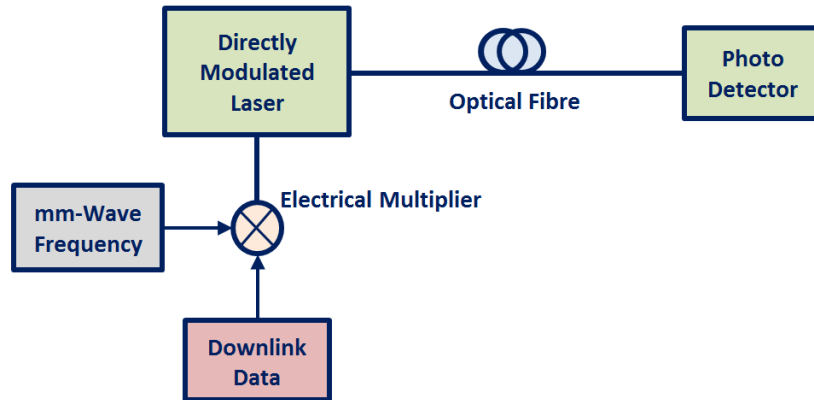 Directly
Modulated
Laser
Optical Fibre
Photo
Detector
Electrical Multiplier
mm-Wave
Frequency
Downlink
Data